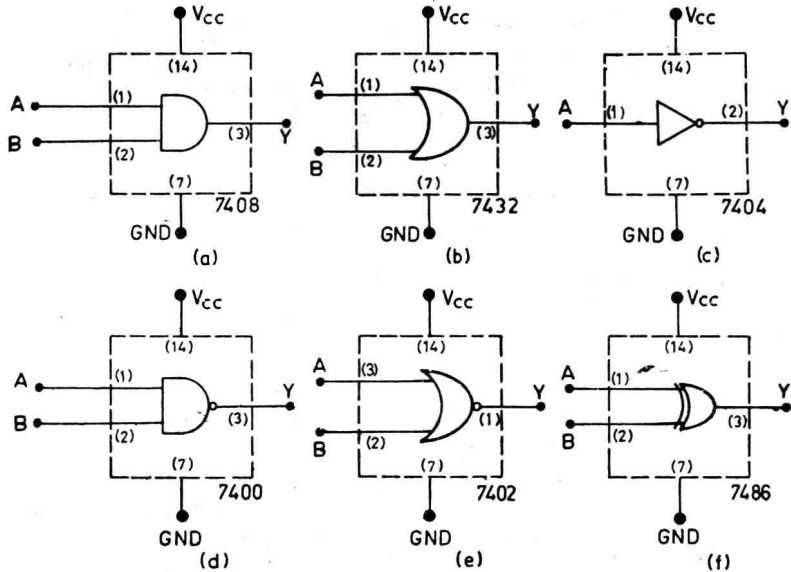 Vcc Vcc Vcc
(14) (14) (14)
A (1) (3) Y A (1) (3) Y A (1) (2) Y
B (2) B (2)
(7) (7) (7)
7408 7432 7404
GND GND GND
(a) (b) (c)
Vcc Vcc Vcc
(14) (14) (14)
A (1) (3) Y A (3) (1) Y A (1) (3) Y
B (2) B (2) B (2)
(7) (7) (7)
7400 7402 7486
GND GND GND
(d) (e) (f)